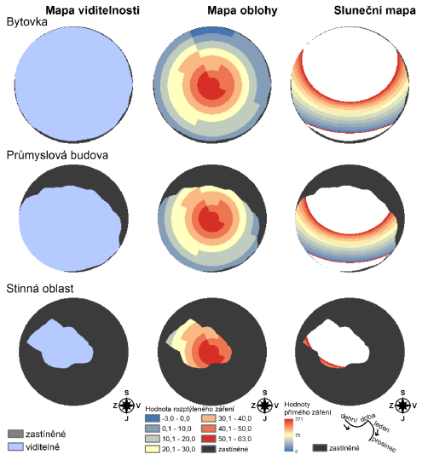 Mapa viditelnosti Mapa oblohy Sluneční mapa
Bytovka
Průmyslová budova
Stinná oblast
S S S
Z V Z V Z V
J J J
zastíněné
viditelné
Hodnota rozptýleného záření
-3,0 - 0,0
0,1 - 10,0
10,1 - 20,0
20,1 - 30,0
30,1 - 40,0
40,1 - 50,0
50,1 - 63,0
zastíněné
Hodnoty
přímého záření
0
zastíněné
denní doba
leden
prosinec